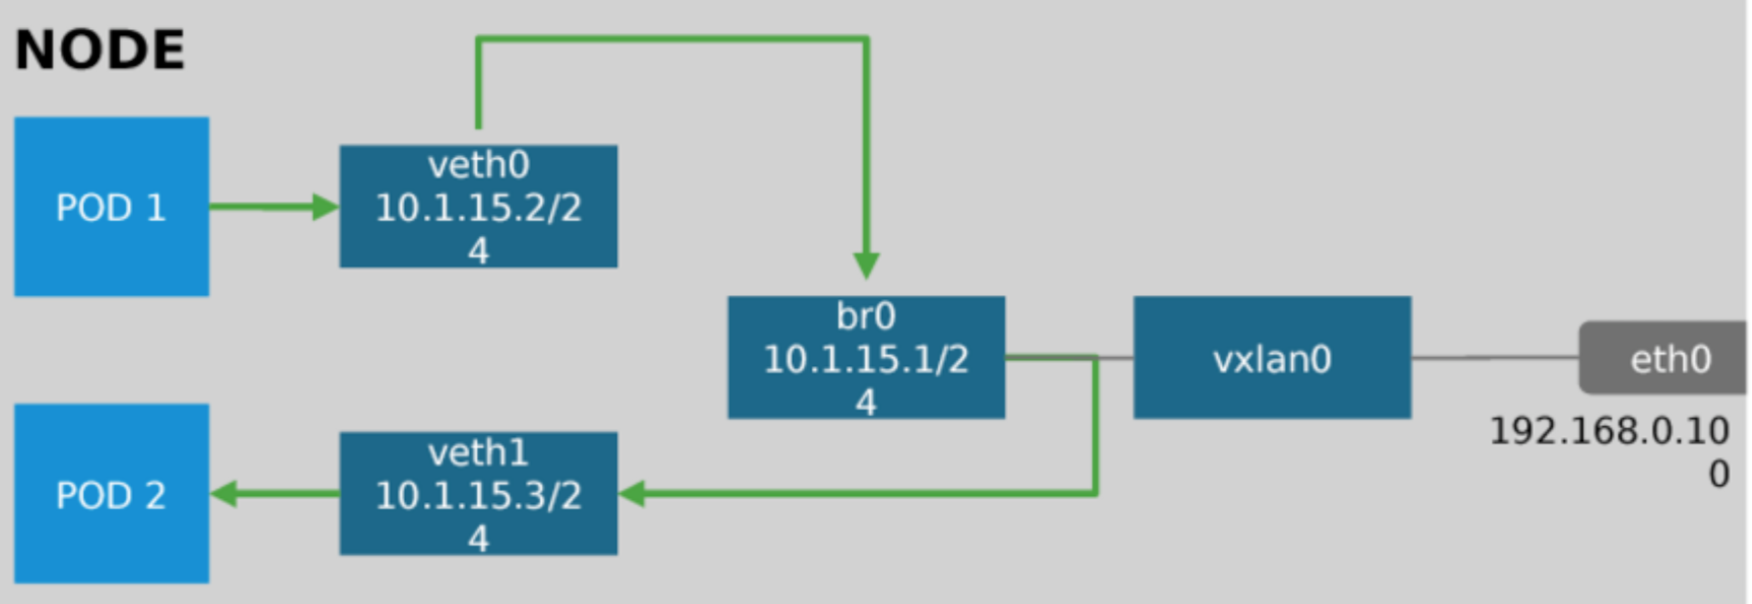 NODE
POD 1
veth0
10.1.15.2/2
4
br0
10.1.15.1/2
4
vxlan0
eth0
192.168.0.10
0
POD 2
veth1
10.1.15.3/2
4